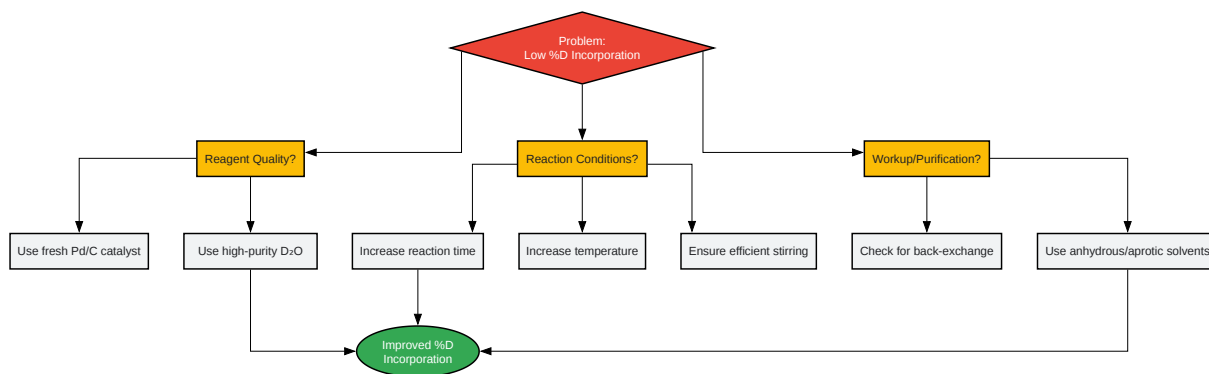 Problem:
Low %D Incorporation
Reagent Quality?
Reaction Conditions?
Workup/Purification?
Use fresh Pd/C catalyst
Use high-purity D₂O
Increase reaction time
Increase temperature
Ensure efficient stirring
Check for back-exchange
Use anhydrous/aprotic solvents
Improved %D
Incorporation